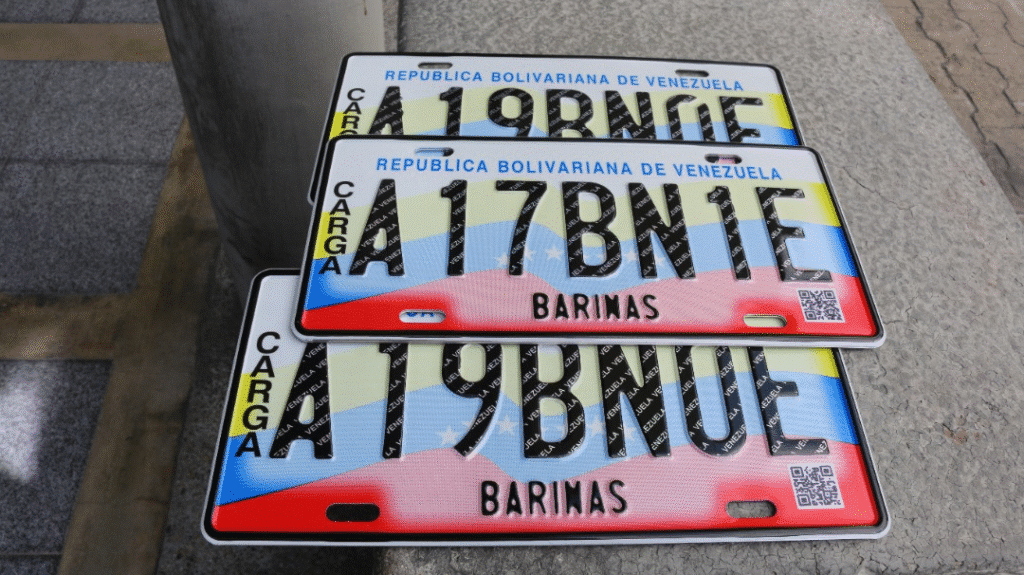 REPUBLICA BOLIVARIANA DE VENEZUELA
CARGA
A19BN0E
REPUBLICA BOLIVARIANA DE VENEZUELA
CARGA
A17BN1E
BARINAS
CARGA
A19BN0E
BARINAS